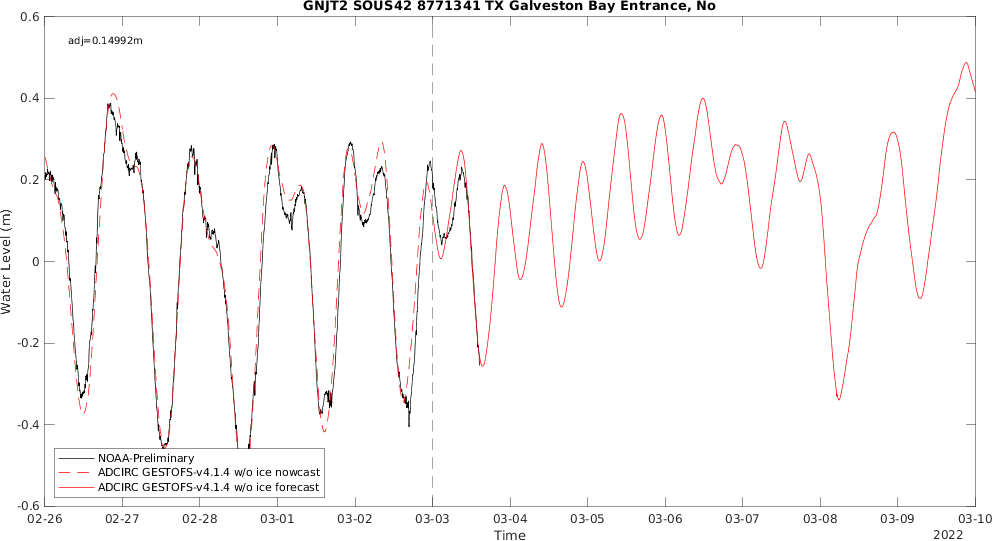 GNJT2 SOUS42 8771341 TX Galveston Bay Entrance, No
adj=0.14992m
0.6
0.4
0.2
0
-0.2
-0.4
-0.6
Water Level (m)
NOAA-Preliminary
ADCIRC GESTOFS-v4.1.4 w/o ice nowcast
ADCIRC GESTOFS-v4.1.4 w/o ice forecast
02-26 02-27 02-28 03-01 03-02 03-03 03-04 03-05 03-06 03-07 03-08 03-09 03-10
Time
2022